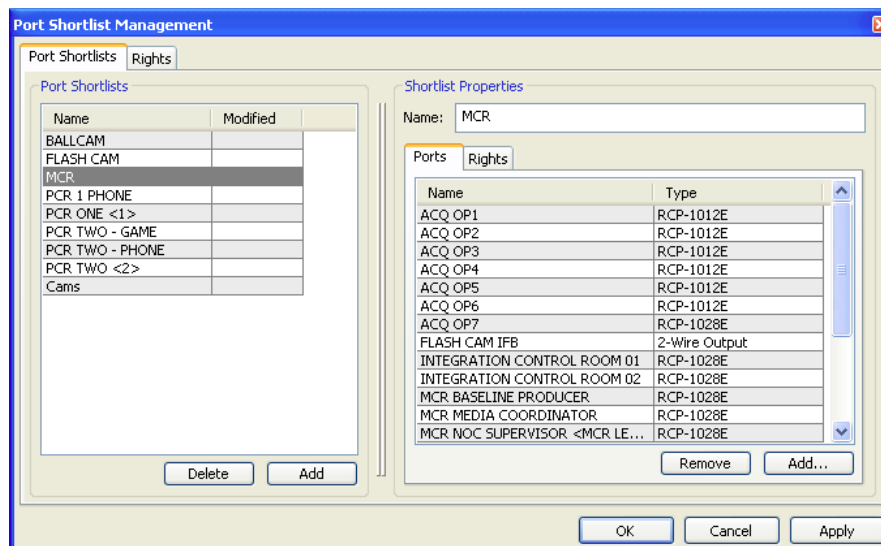 Port Shortlist Management
Port Shortlists Rights
Port Shortlists
Name Modified
BALLCAM
FLASH CAM
MCR
PCR 1 PHONE
PCR ONE <1>
PCR TWO - GAME
PCR TWO - PHONE
PCR TWO <2>
Cams
Delete Add
Shortlist Properties
Name: MCR
Ports Rights
Name Type
ACQ OP1 RCP-1012E
ACQ OP2 RCP-1012E
ACQ OP3 RCP-1012E
ACQ OP4 RCP-1012E
ACQ OP5 RCP-1012E
ACQ OP6 RCP-1012E
ACQ OP7 RCP-1028E
FLASH CAM IFB 2-Wire Output
INTEGRATION CONTROL ROOM 01 RCP-1028E
INTEGRATION CONTROL ROOM 02 RCP-1028E
MCR BASELINE PRODUCER RCP-1028E
MCR MEDIA COORDINATOR RCP-1028E
MCR NOC SUPERVISOR <MCR LE... RCP-1028E
Remove Add...
OK Cancel Apply